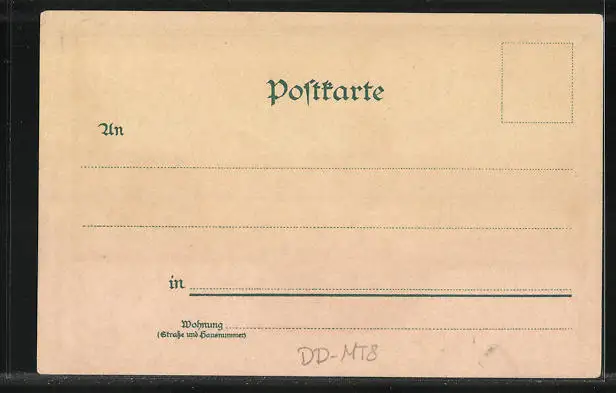 Postkarte
An
in
Wohnung
(Straße und Hausnummer)
DD-MT8